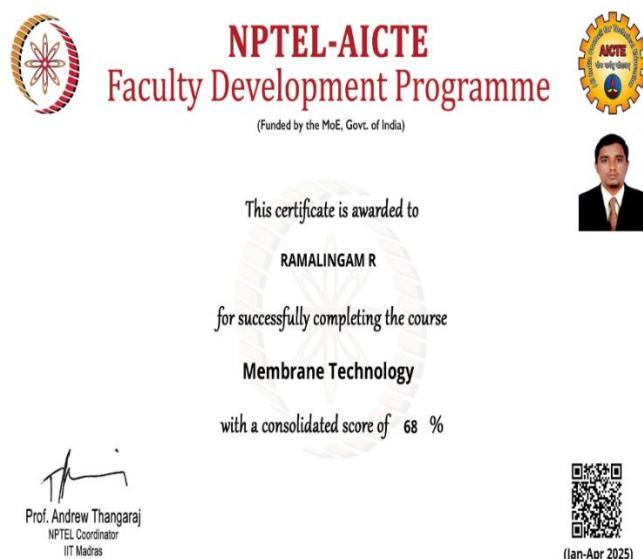 NPTEL-AICTE
Faculty Development Programme
(Funded by the MoE, Govt. of India)
AICTE
This certificate is awarded to
RAMALINGAM R
for successfully completing the course
Membrane Technology
with a consolidated score of 68 %
Prof. Andrew Thangaraj
NPTEL Coordinator
IIT Madras
(Jan-Apr 2025)